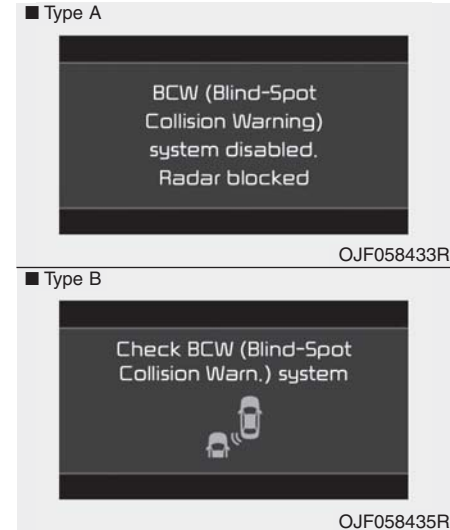 ■ Type A
BCW (Blind-Spot
Collision Warning)
system disabled.
Radar blocked
OJF058433R
■ Type B
Check BCW (Blind-Spot
Collision Warn.) system
OJF058435R